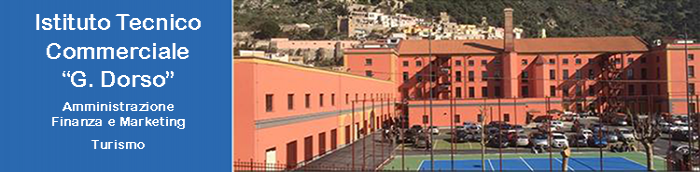 Istituto Tecnico
Commerciale
“G. Dorso”
Amministrazione
Finanza e Marketing
Turismo